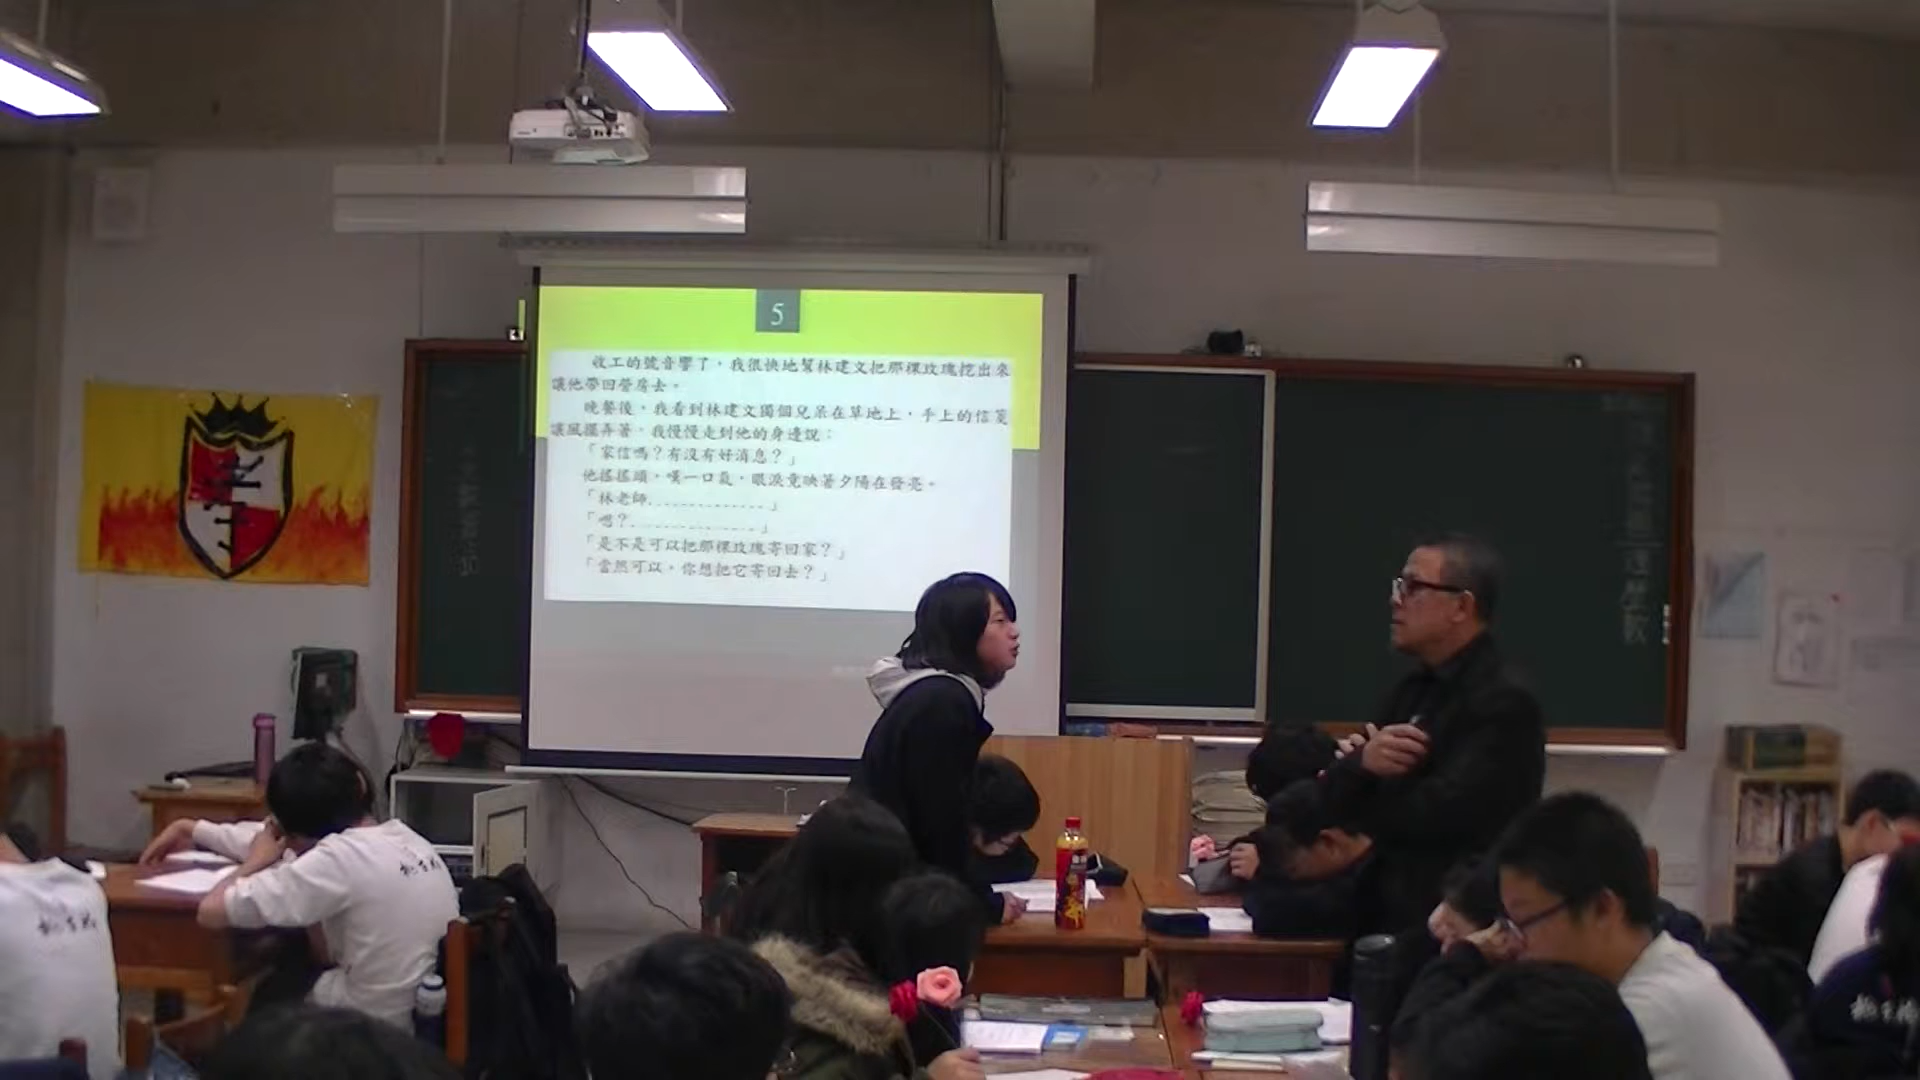 5
收工的號音響了，我很快地幫林建文把那棵玫瑰挖出來
讓他帶回營房去。
晚餐後，我看到林建文獨個兒呆在草地上，手上的信箋
讓風擺弄著，我慢慢走到他的身邊說：
「家信嗎？有沒有好消息？」
他搖搖頭，嘆一口氣，眼淚竟映著夕陽在發亮。
「林老師..............」
「嗯？..............」
「是不是可以把那棵玫瑰寄回家？」
「當然可以，你想把它寄回去？」